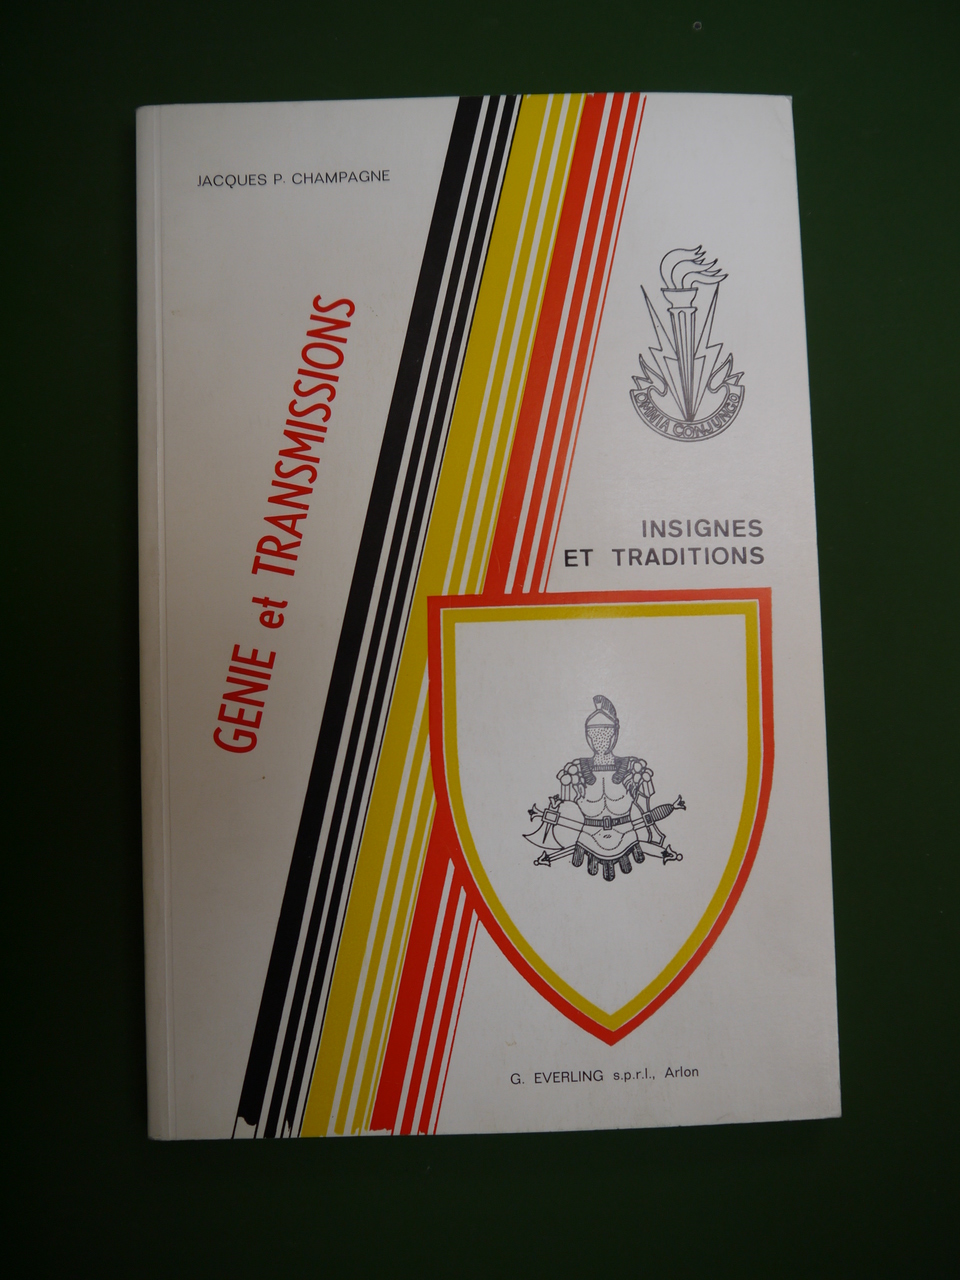 JACQUES P. CHAMPAGNE
GENIE et TRANSMISSIONS
OMNIA CONJUNGO
INSIGNES
ET TRADITIONS
G. EVERLING s.p.r.l., Arlon